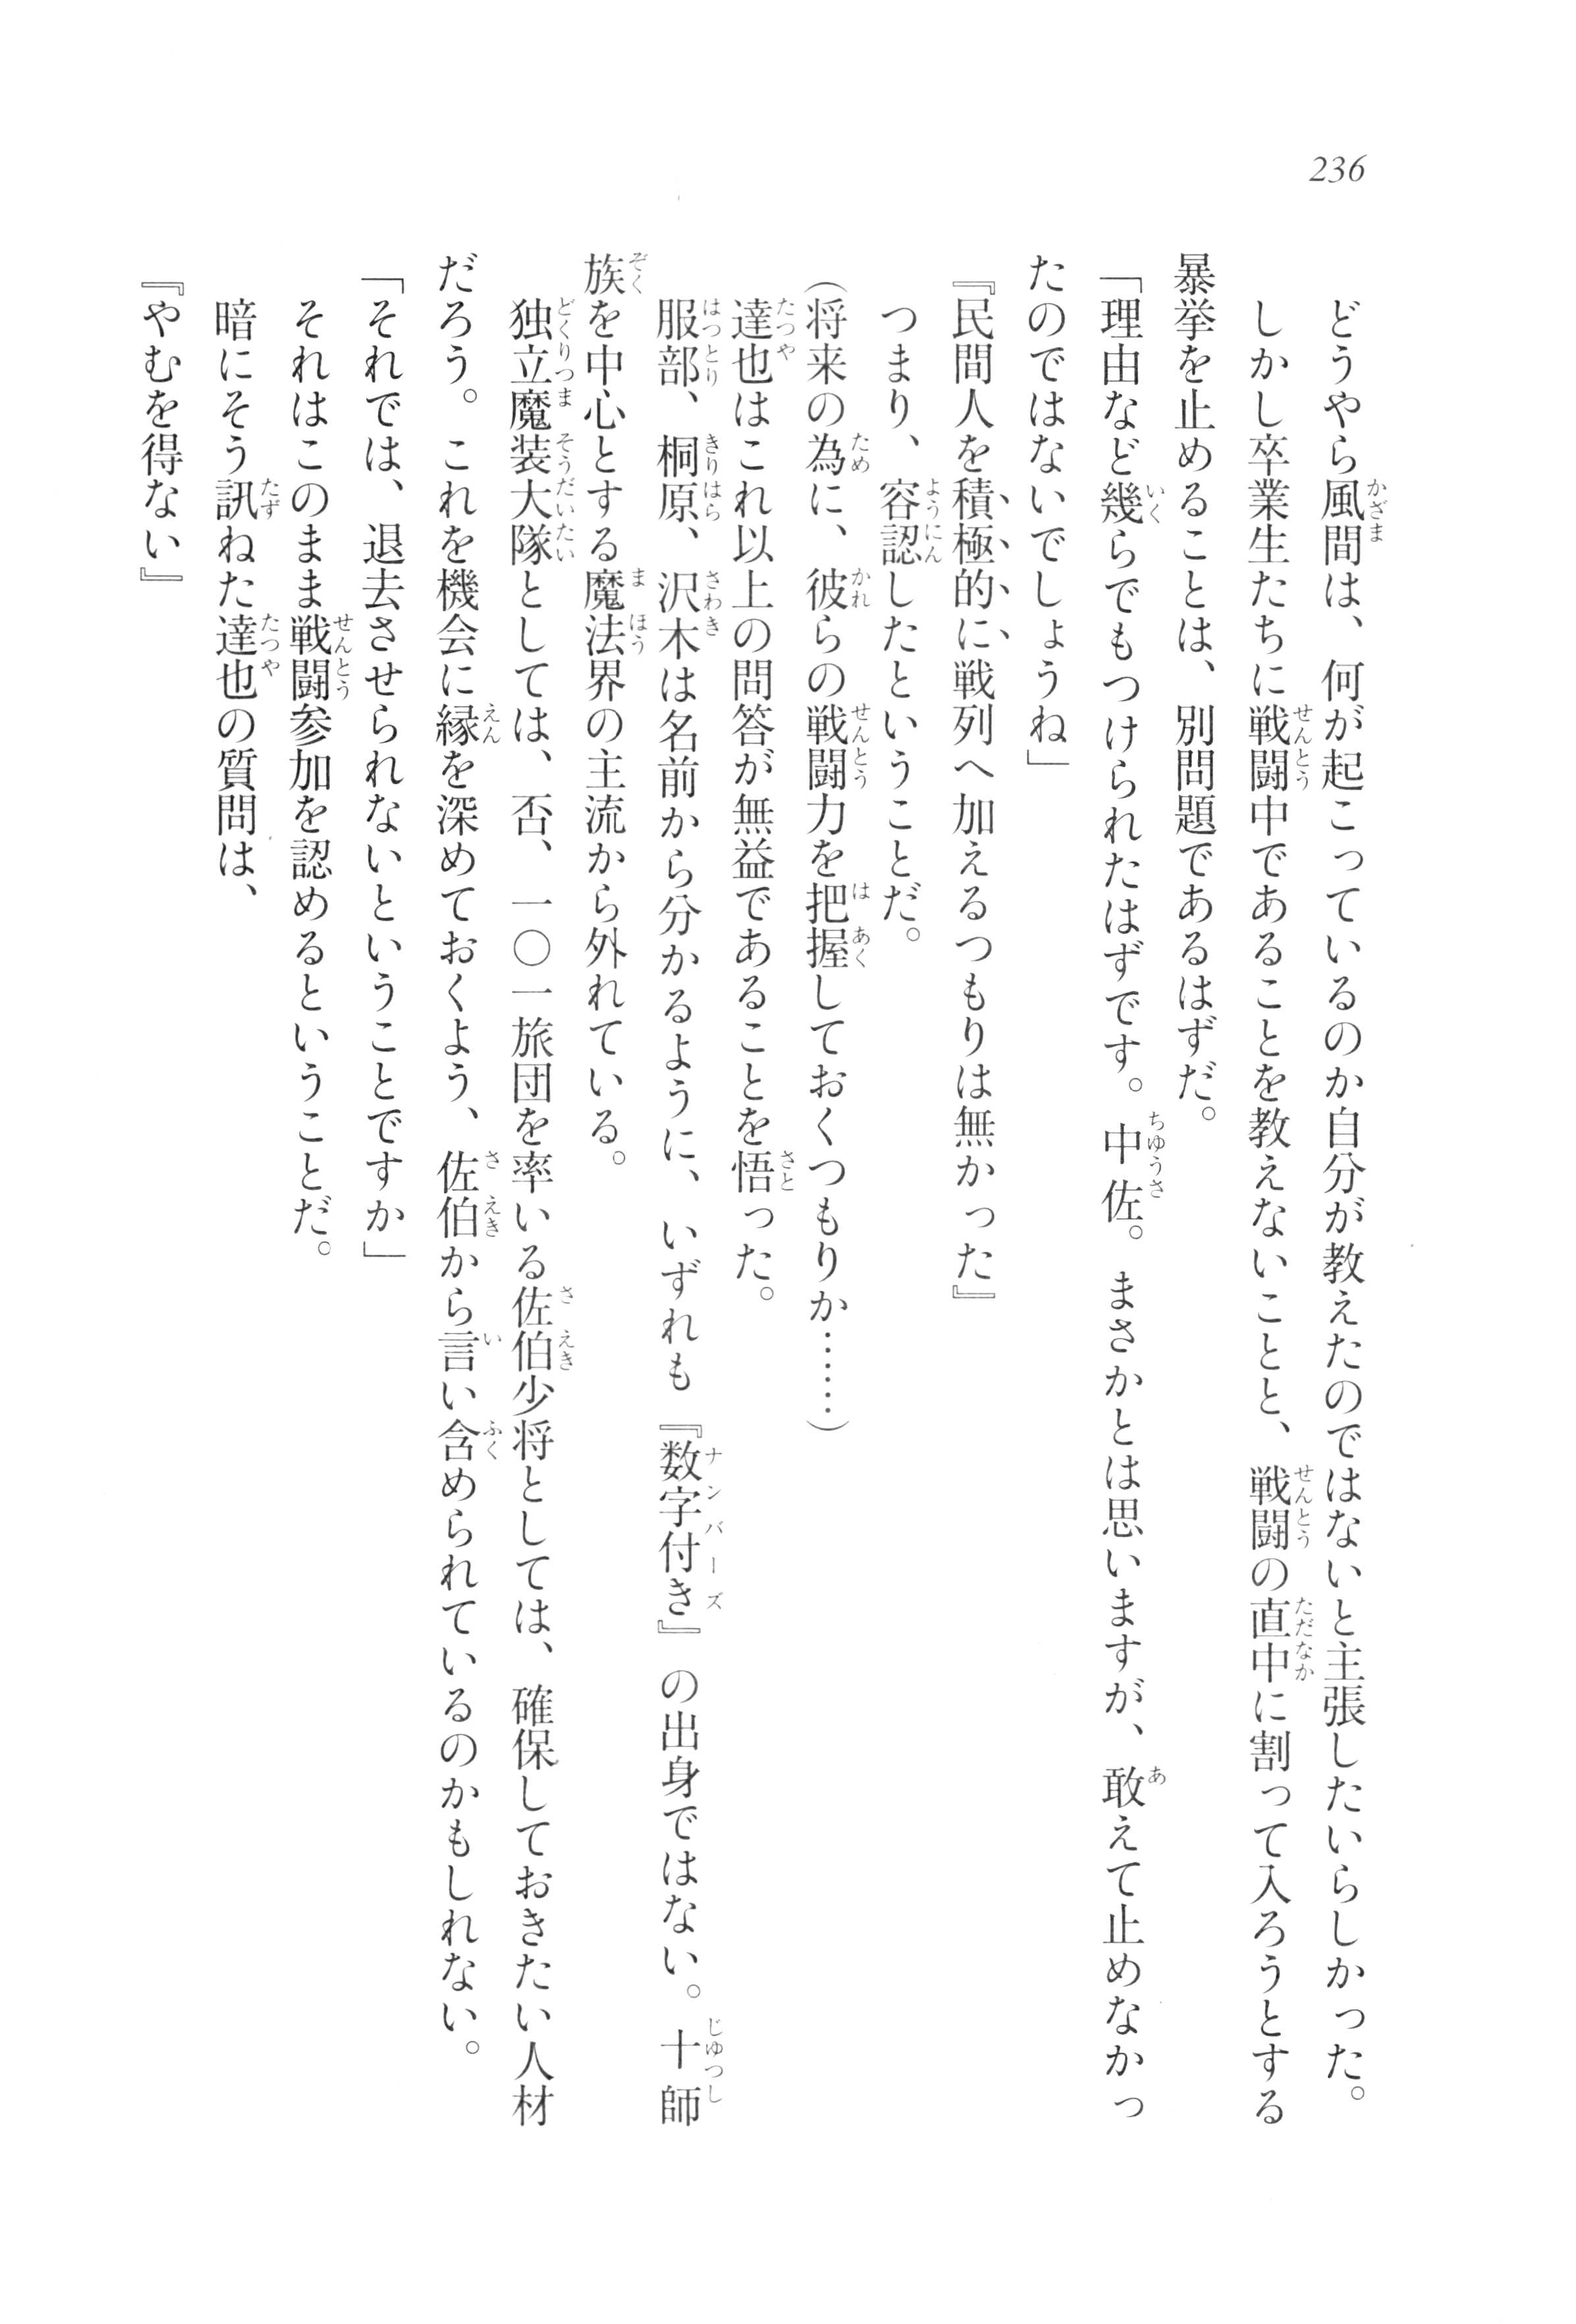 236
　どうやら風間は、何が起こっているのか自分が教えたのではないと主張したいらしかった。
　しかし卒業生たちに戦闘中であることを教えないことと、戦闘の直中に割って入ろうとする
暴挙を止めることは、別問題であるはずだ。
「理由など幾らでもつけられたはずです。中佐。まさかとは思いますが、敢えて止めなかっ
たのではないでしょうね」
『民間人を積極的に戦列へ加えるつもりは無かった』
　つまり、容認したということだ。
（将来の為に、彼らの戦闘力を把握しておくつもりか……）
　達也はこれ以上の問答が無益であることを悟った。
　服部、桐原、沢木は名前から分かるように、いずれも『数字付き』の出身ではない。十師
族を中心とする魔法界の主流から外れている。
　独立魔装大隊としては、否、一〇一旅団を率いる佐伯少将としては、確保しておきたい人材
だろう。これを機会に縁を深めておくよう、佐伯から言い含められているのかもしれない。
「それでは、退去させられないということですか」
　それはこのまま戦闘参加を認めるということだ。
　暗にそう訊ねた達也の質問は、
『やむを得ない』